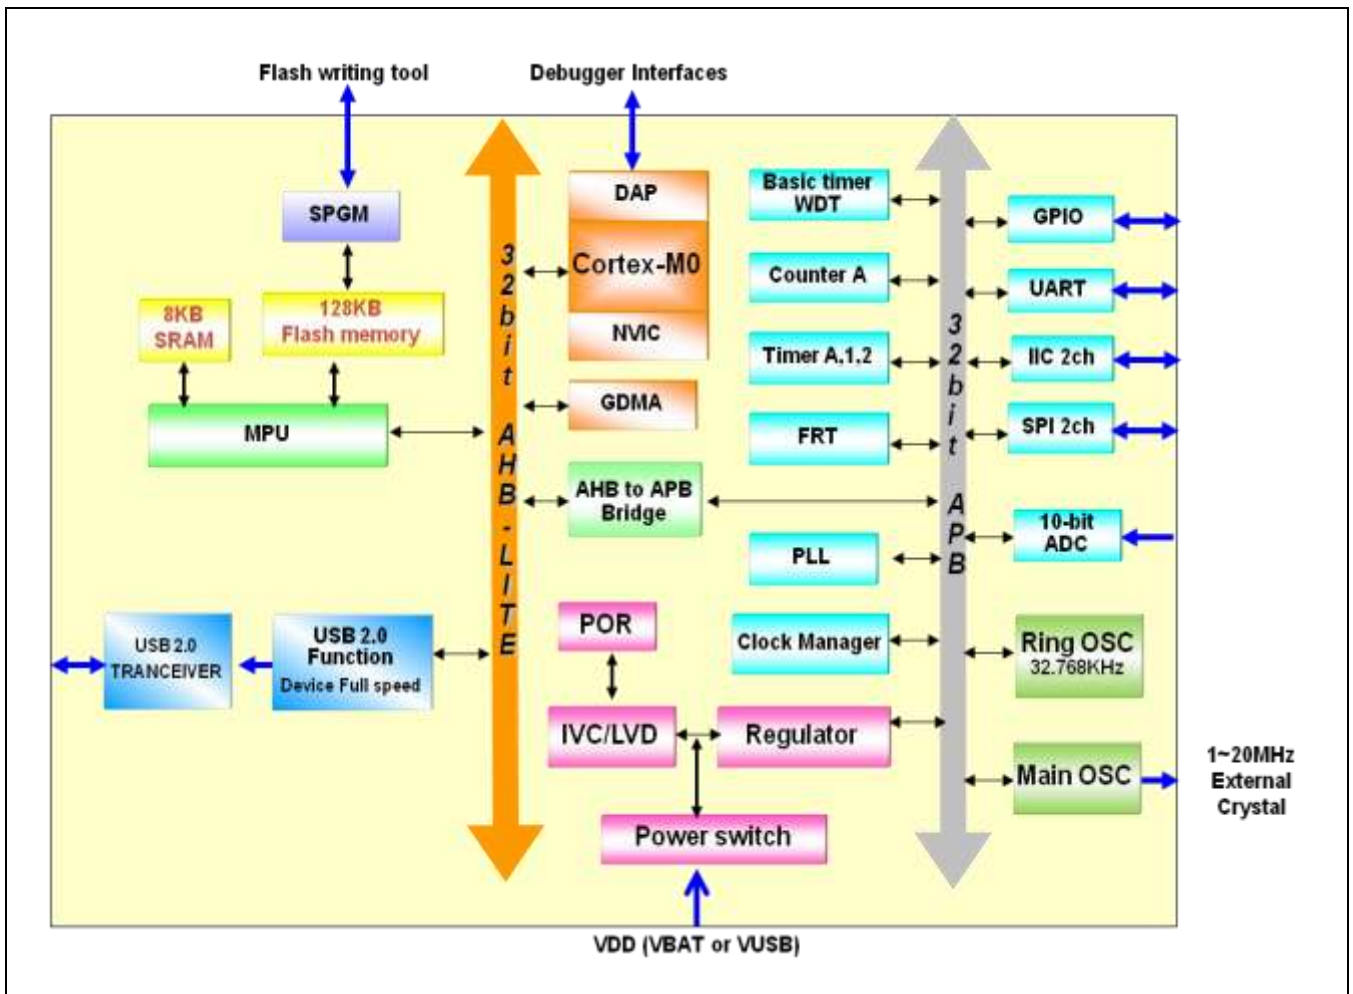 Flash writing tool
Debugger Interfaces
SPGM
8KB
SRAM
128KB
Flash memory
MPU
USB 2.0
TRANCEIVER
USB 2.0
Function
Device Full speed
32bit AHB-LITE
DAP
Cortex-M0
NVIC
GDMA
AHB to APB
Bridge
POR
IVC/LVD
Regulator
Power switch
Basic timer
WDT
Counter A
Timer A,1,2
FRT
PLL
Clock Manager
32bit APB
GPIO
UART
IIC 2ch
SPI 2ch
10-bit
ADC
Ring OSC
32.768KHz
Main OSC
1~20MHz
External
Crystal
VDD (VBAT or VUSB)